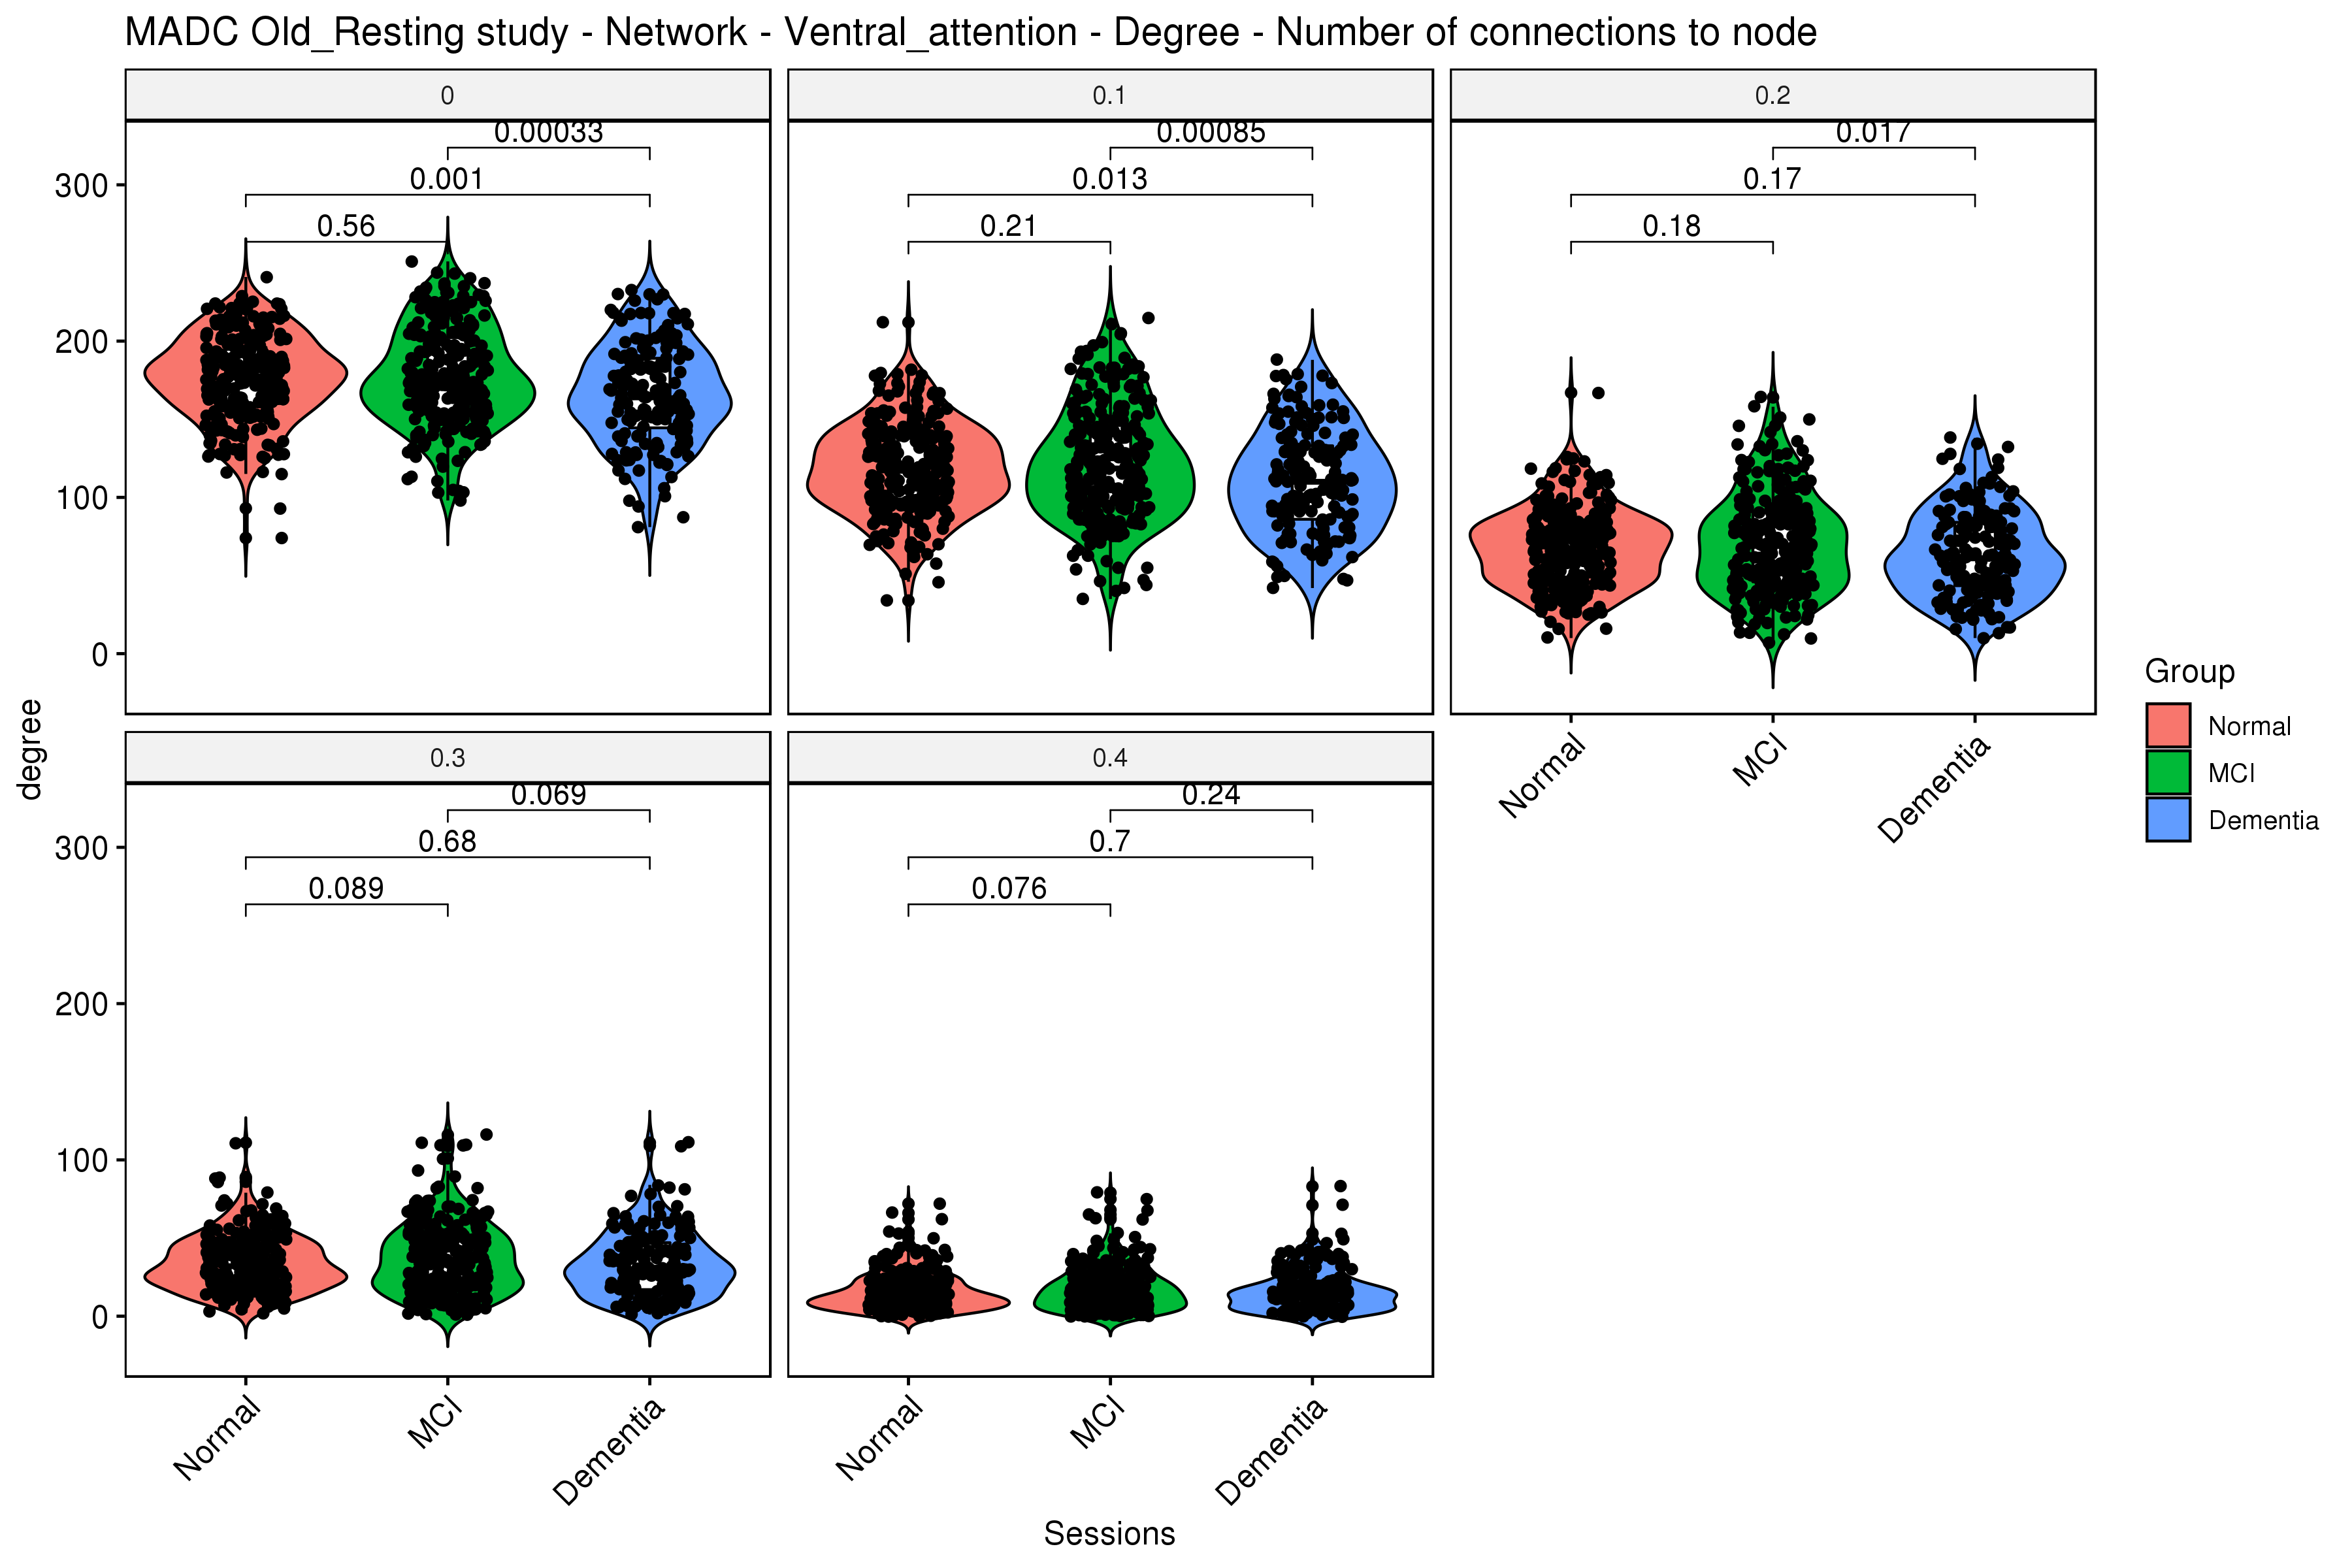 MADC Old_Resting study - Network - Ventral_attention - Degree - Number of connections to node
0
0.1
0.2
0.00033
0.001
0.56
0.00085
0.013
0.21
0.017
0.17
0.18
300
200
100
0
degree
Normal
MCI
Dementia
0.3
0.4
0.069
0.68
0.089
0.24
0.7
0.076
300
200
100
0
Normal
MCI
Dementia
Normal
MCI
Dementia
Sessions
Group
Normal
MCI
Dementia